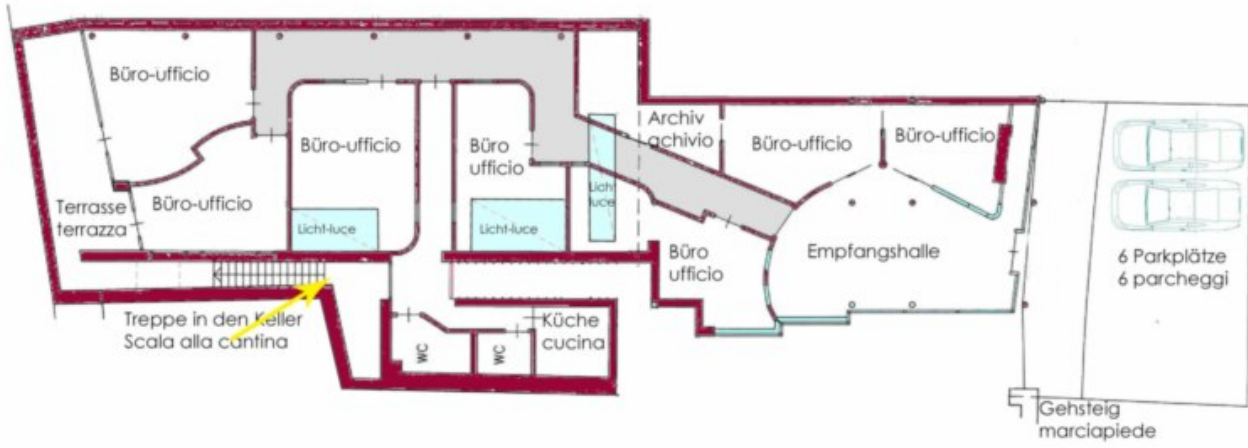 Büro-ufficio
Büro-ufficio
Büro
ufficio
Archiv
achivio
Büro-ufficio
Büro-ufficio
Terrasse
terrazza
Büro-ufficio
Licht-luce
Licht-luce
Licht
luce
Büro
ufficio
Empfangshalle
6 Parkplätze
6 parcheggi
Treppe in den Keller
Scala alla cantina
WC
WC
Küche
cucina
Gehsteig
marciapiede